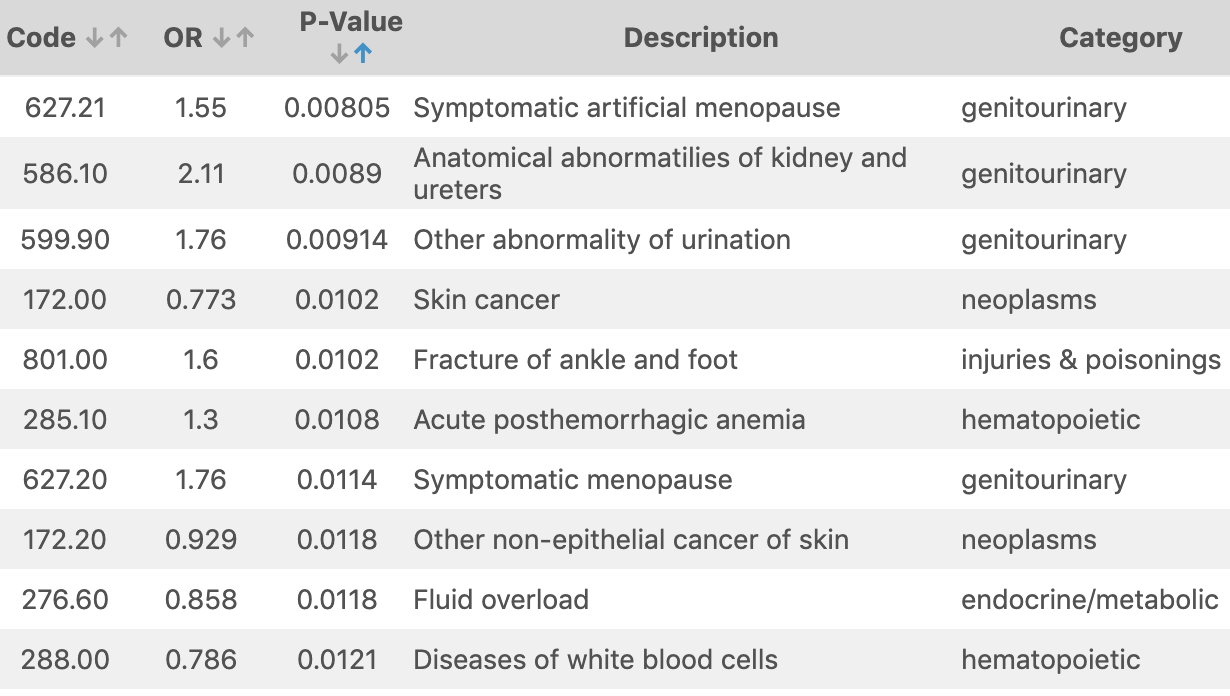 Code ↓↑ OR ↓↑ P-Value ↓↑ Description Category
627.21 1.55 0.00805 Symptomatic artificial menopause genitourinary
586.10 2.11 0.0089 Anatomical abnormatilies of kidney and ureters genitourinary
599.90 1.76 0.00914 Other abnormality of urination genitourinary
172.00 0.773 0.0102 Skin cancer neoplasms
801.00 1.6 0.0102 Fracture of ankle and foot injuries & poisonings
285.10 1.3 0.0108 Acute posthemorrhagic anemia hematopoietic
627.20 1.76 0.0114 Symptomatic menopause genitourinary
172.20 0.929 0.0118 Other non-epithelial cancer of skin neoplasms
276.60 0.858 0.0118 Fluid overload endocrine/metabolic
288.00 0.786 0.0121 Diseases of white blood cells hematopoietic